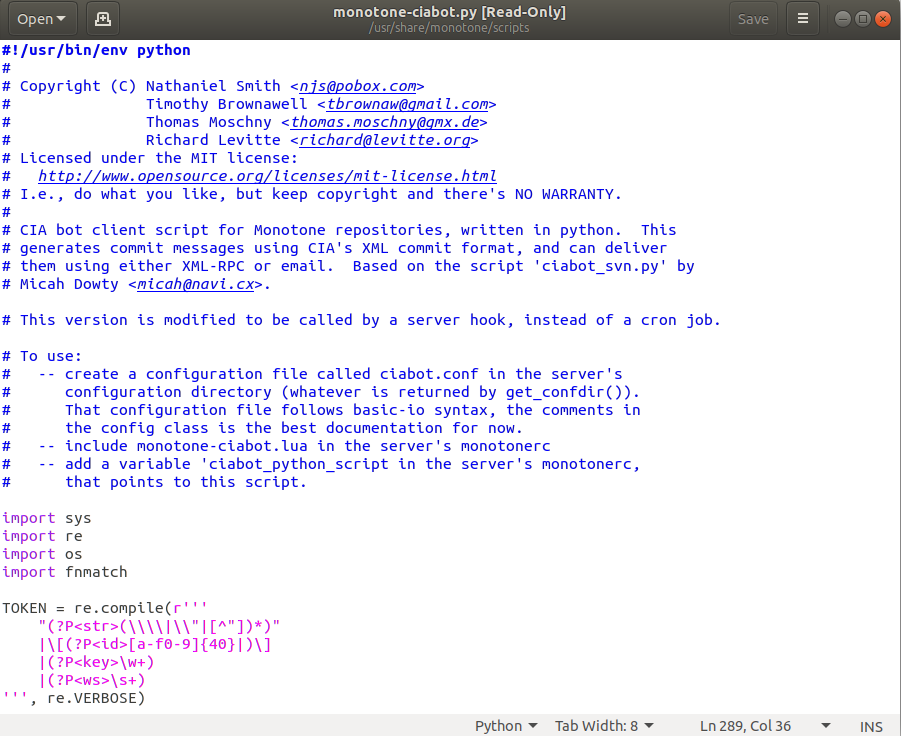 Open
monotone-ciabot.py [Read-Only]
/usr/share/monotone/scripts
Save
#!/usr/bin/env python
#
# Copyright (C) Nathaniel Smith <njs@pobox.com>
#               Timothy Brownawell <tbrownaw@gmail.com>
#               Thomas Moschny <thomas.moschny@gmx.de>
#               Richard Levitte <richard@levitte.org>
# Licensed under the MIT license:
#   http://www.opensource.org/licenses/mit-license.html
# I.e., do what you like, but keep copyright and there's NO WARRANTY.
#
# CIA bot client script for Monotone repositories, written in python.  This
# generates commit messages using CIA's XML commit format, and can deliver
# them using either XML-RPC or email.  Based on the script 'ciabot_svn.py' by
# Micah Dowty <micah@navi.cx>.

# This version is modified to be called by a server hook, instead of a cron job.

# To use:
#   -- create a configuration file called ciabot.conf in the server's
#      configuration directory (whatever is returned by get_confdir()).
#      That configuration file follows basic-io syntax, the comments in
#      the config class is the best documentation for now.
#   -- include monotone-ciabot.lua in the server's monotonerc
#   -- add a variable 'ciabot_python_script in the server's monotonerc,
#      that points to this script.

import sys
import re
import os
import fnmatch

TOKEN = re.compile(r'''
    "(?P<str>(\\\\|\\"|[^"])*)"
    |\[(?P<id>[a-f0-9]{40}|)\]
    |(?P<key>\w+)
    |(?P<ws>\s+)
''', re.VERBOSE)
Python
Tab Width: 8
Ln 289, Col 36
INS